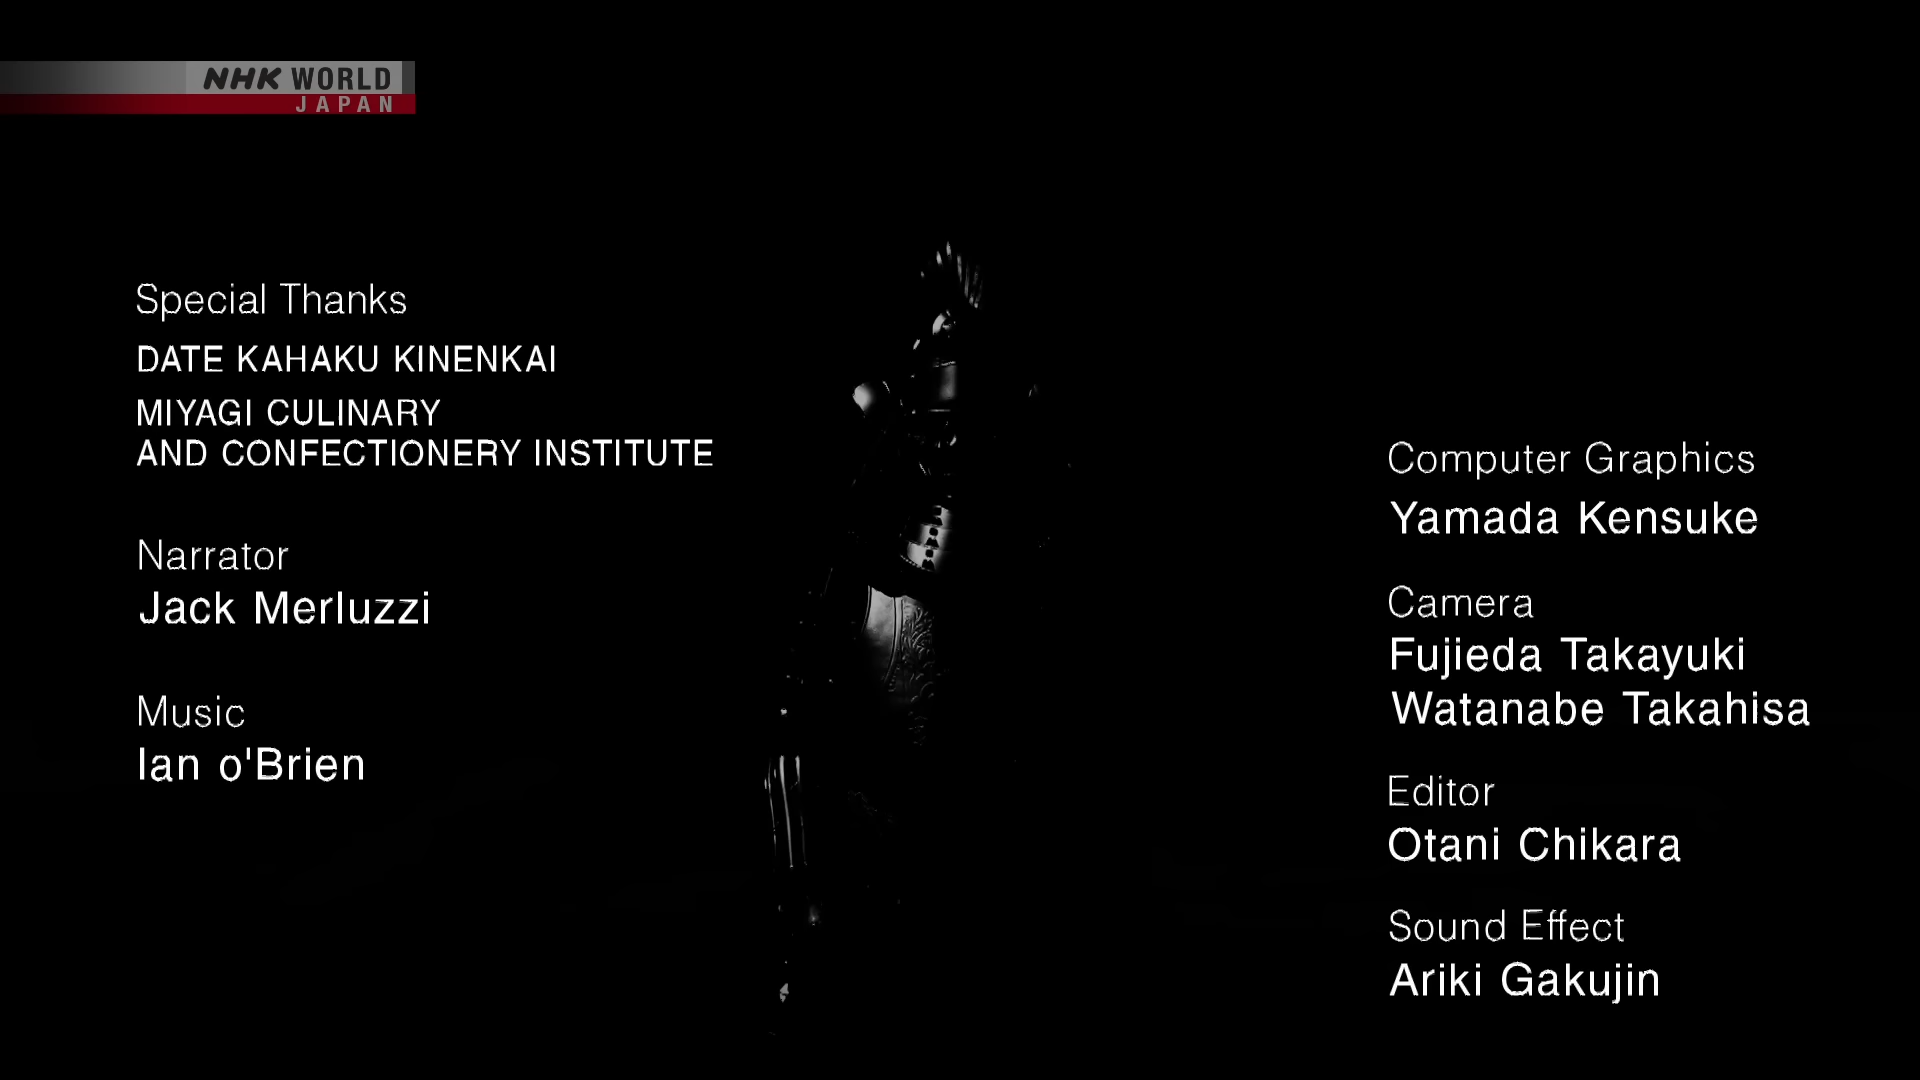 NHK WORLD
JAPAN
Special Thanks
DATE KAHAKU KINENKAI
MIYAGI CULINARY
AND CONFECTIONERY INSTITUTE
Narrator
Jack Merluzzi
Music
Ian o'Brien
Computer Graphics
Yamada Kensuke
Camera
Fujieda Takayuki
Watanabe Takahisa
Editor
Otani Chikara
Sound Effect
Ariki Gakujin